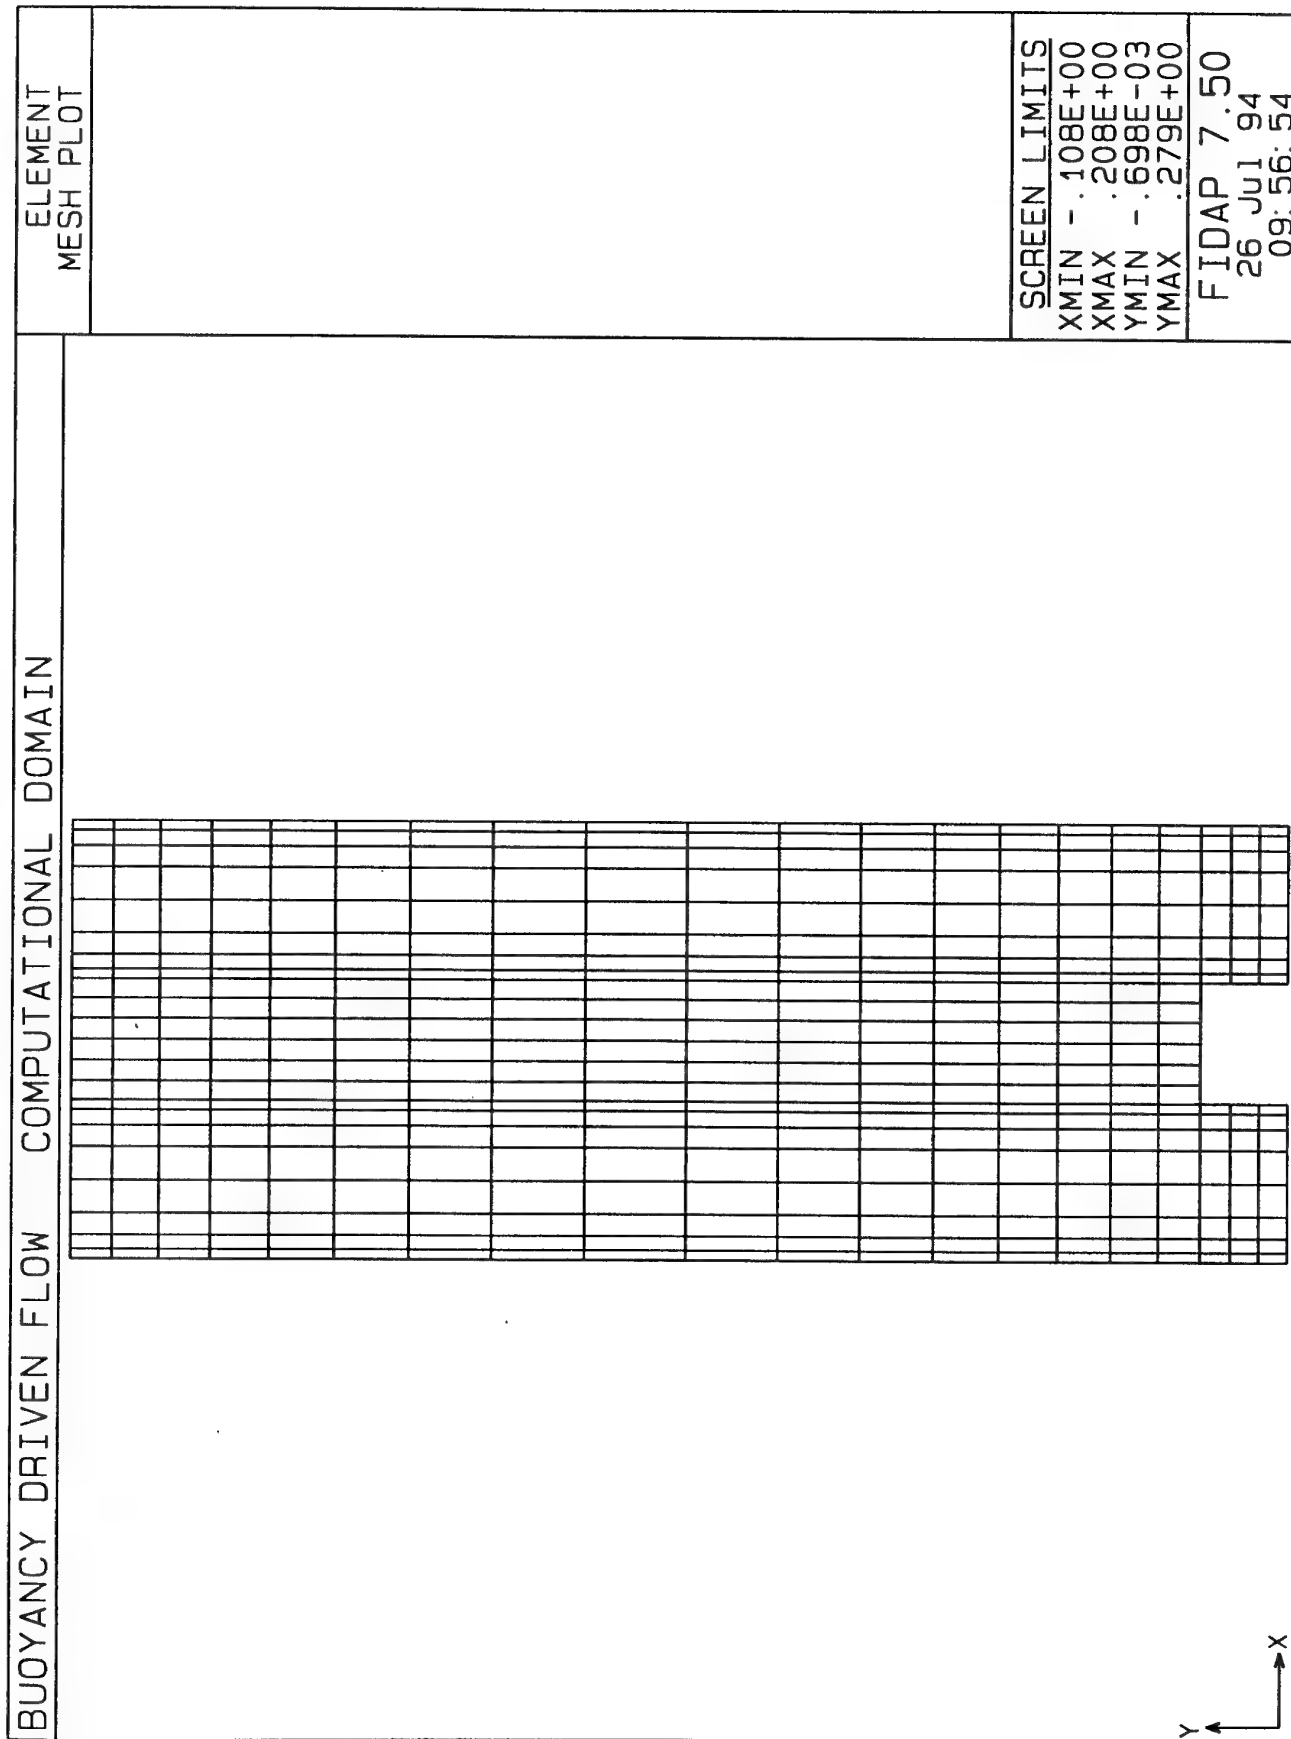 BUOYANCY DRIVEN FLOW COMPUTATIONAL DOMAIN
ELEMENT
MESH PLOT
SCREEN LIMITS
XMIN -.108E+00
XMAX .208E+00
YMIN -.698E-03
YMAX .279E+00
FIDAP 7.50
26 Jul 94
09:56:54
Y
X